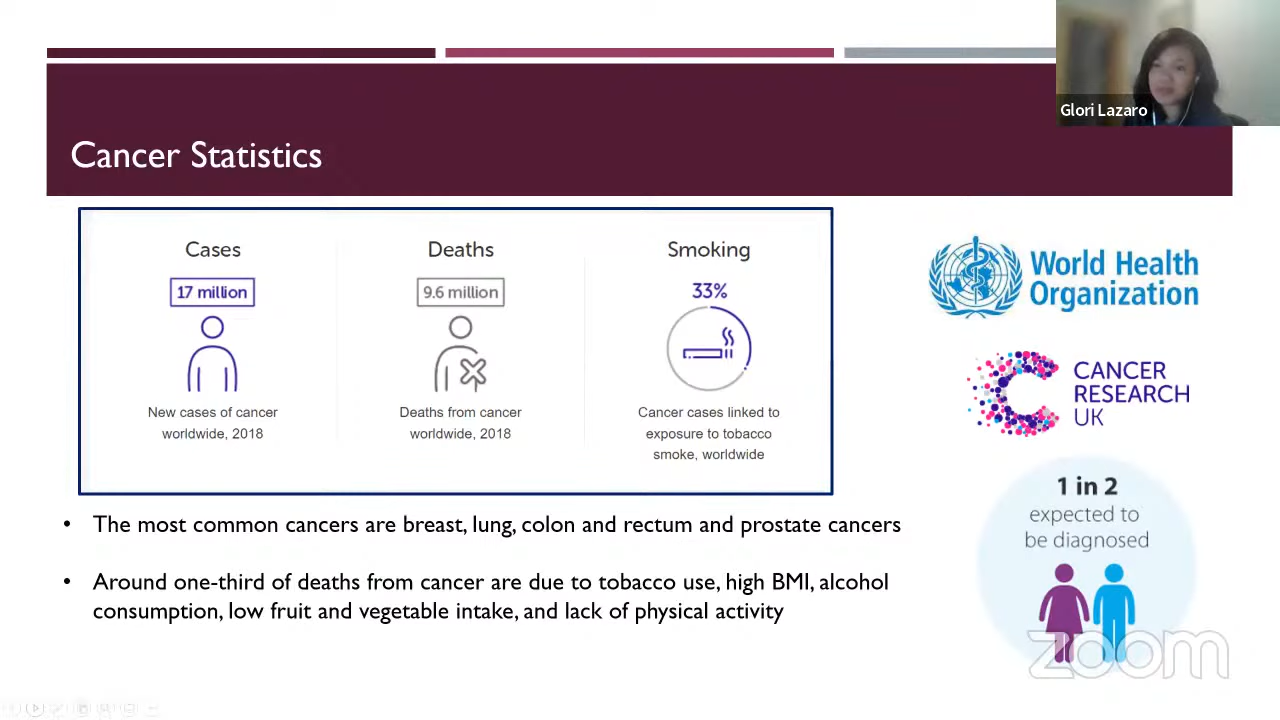 Glori Lazaro
Cancer Statistics
Cases
17 million
New cases of cancer
worldwide, 2018
Deaths
9.6 million
Deaths from cancer
worldwide, 2018
Smoking
33%
Cancer cases linked to
exposure to tobacco
smoke, worldwide
World Health
Organization
CANCER
RESEARCH
UK
1 in 2
expected to
be diagnosed
• The most common cancers are breast, lung, colon and rectum and prostate cancers
• Around one-third of deaths from cancer are due to tobacco use, high BMI, alcohol
consumption, low fruit and vegetable intake, and lack of physical activity
zoom